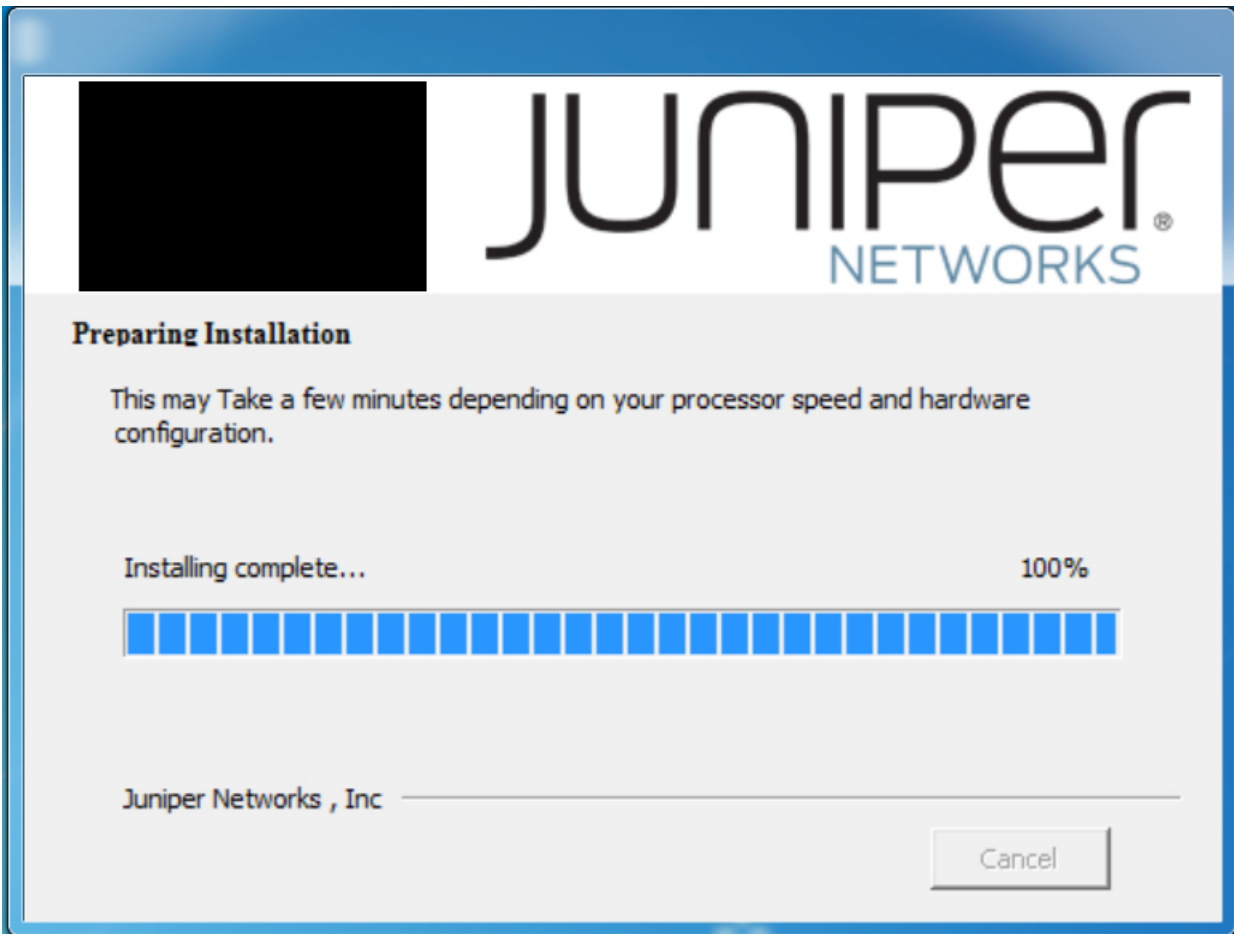 JUNIPER®
NETWORKS
Preparing Installation
This may Take a few minutes depending on your processor speed and hardware
configuration.
Installing complete... 100%
Juniper Networks , Inc
Cancel